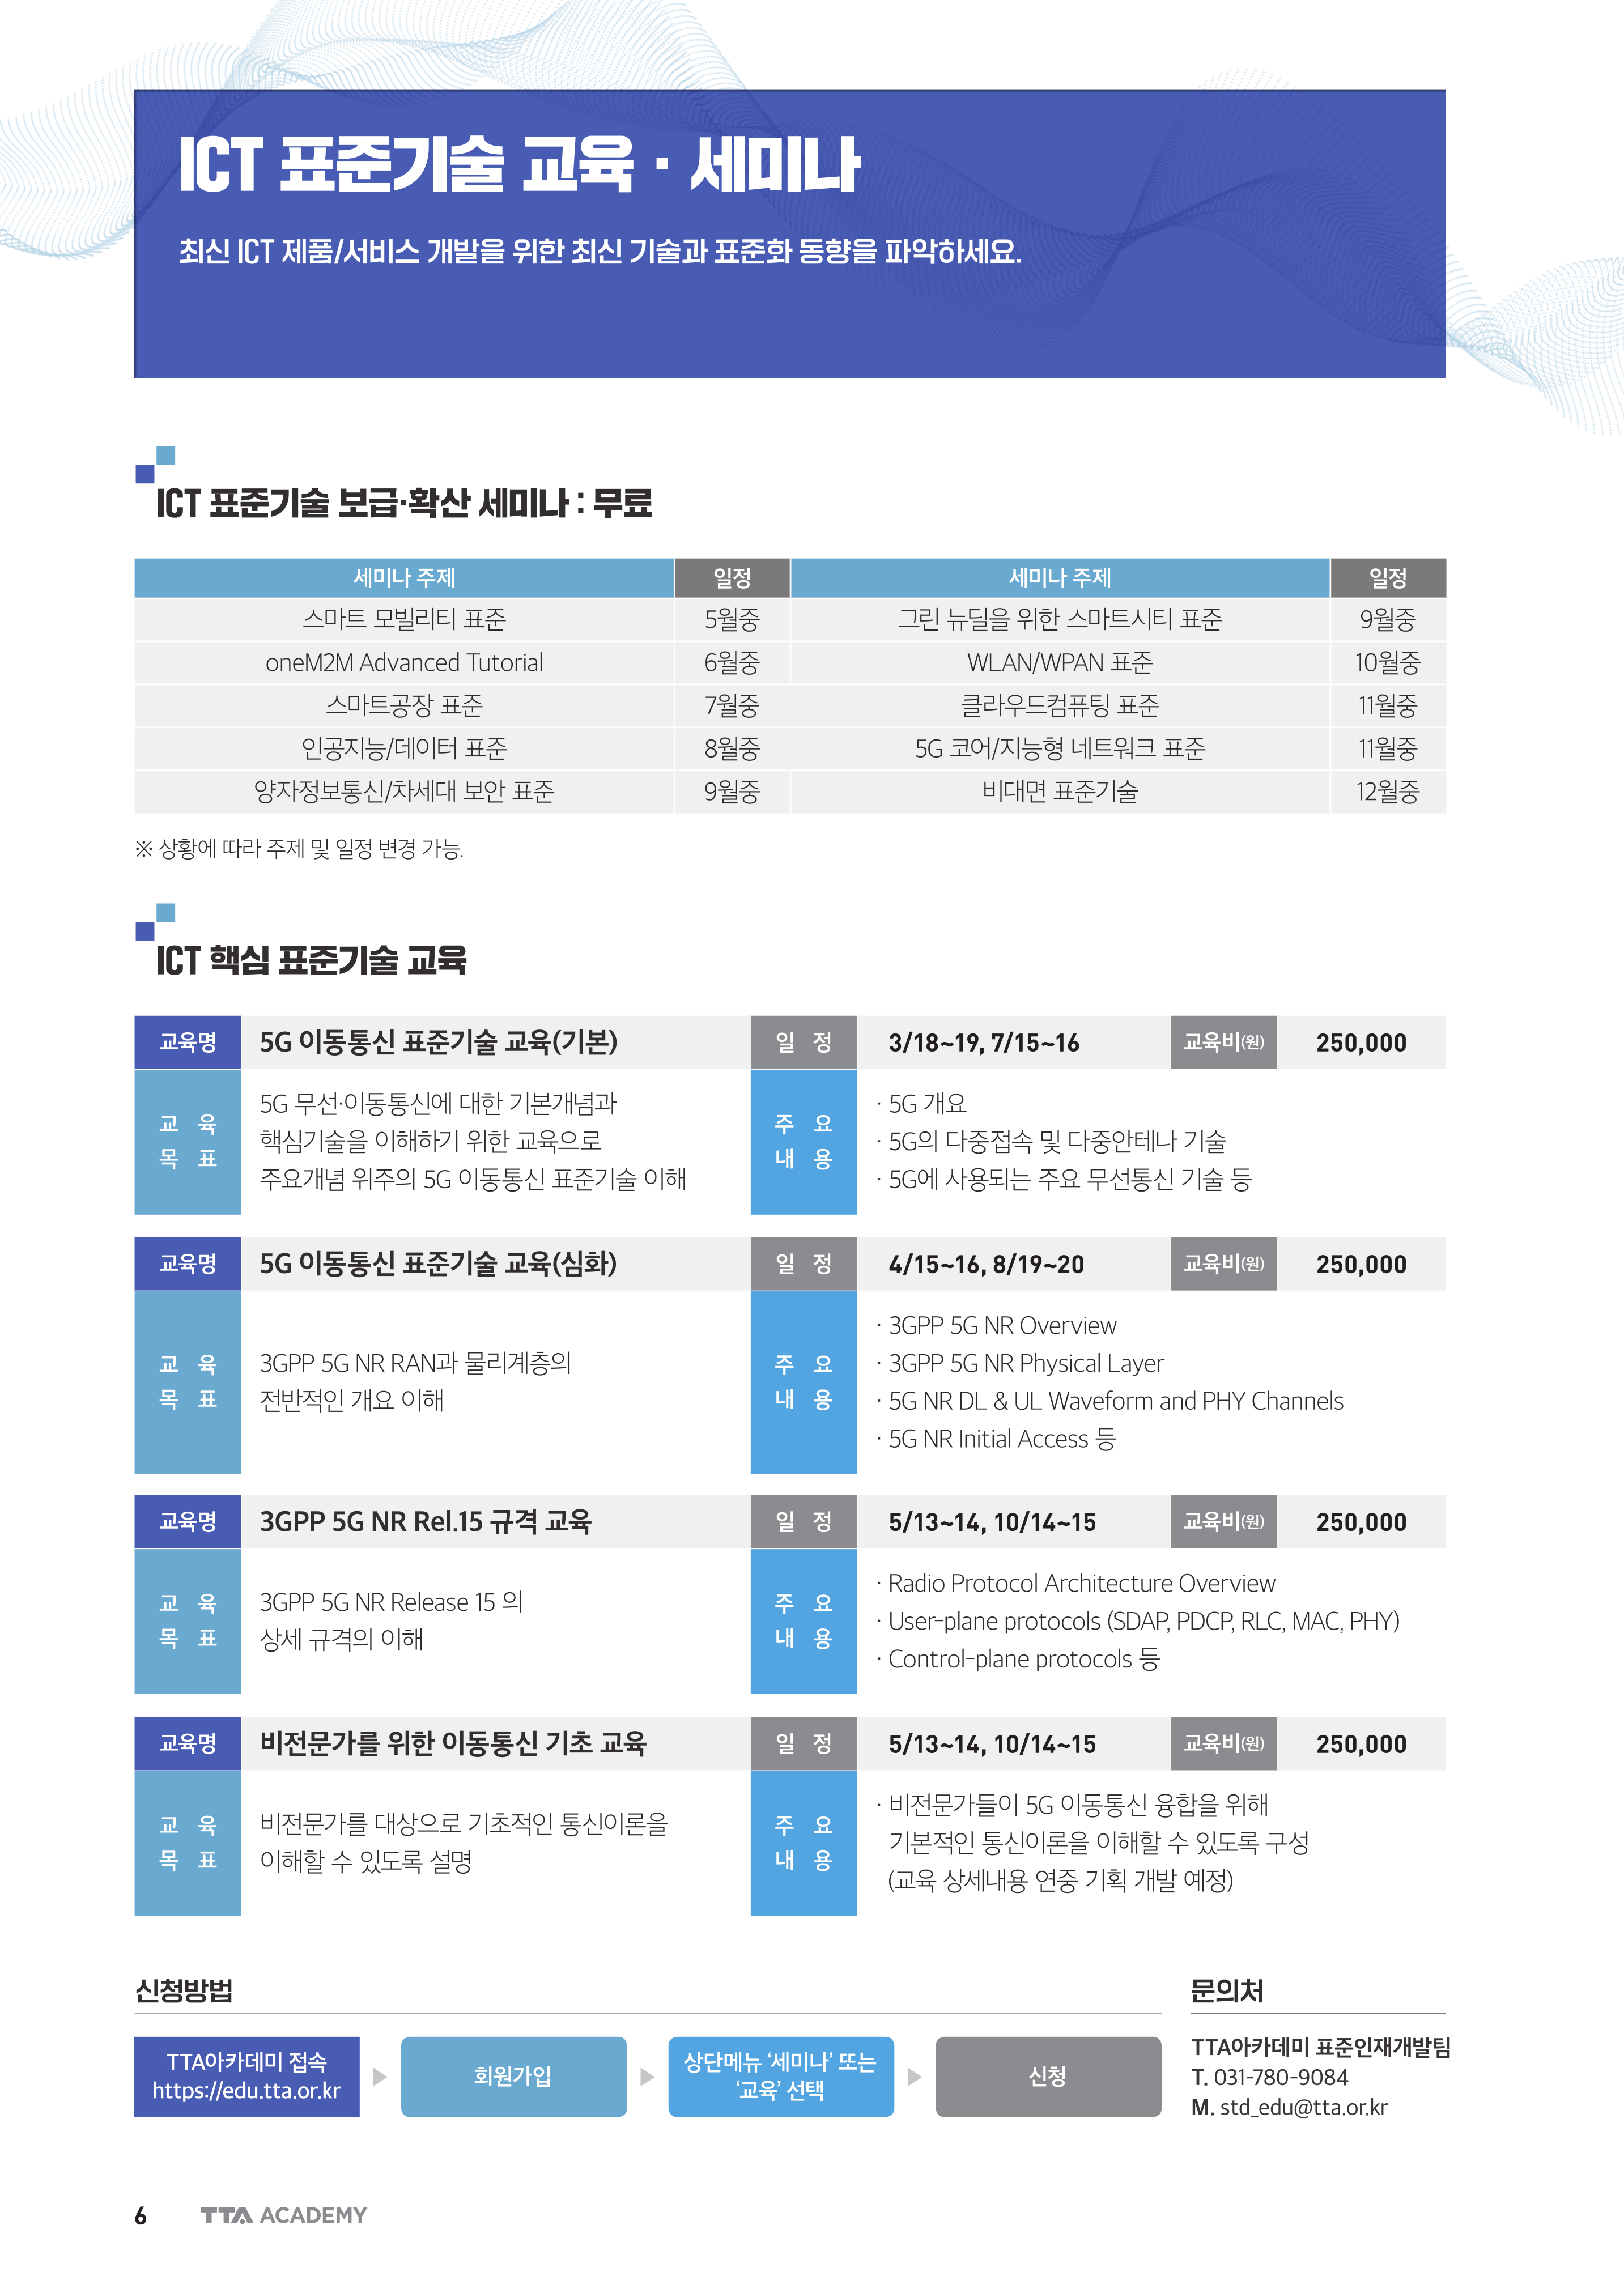 ICT 표준기술 교육 · 세미나
최신 ICT 제품/서비스 개발을 위한 최신 기술과 표준화 동향을 파악하세요.
ICT 표준기술 보급·확산 세미나 : 무료
세미나 주제 일정 세미나 주제 일정
스마트 모빌리티 표준 5월중 그린 뉴딜을 위한 스마트시티 표준 9월중
oneM2M Advanced Tutorial 6월중 WLAN/WPAN 표준 10월중
스마트공장 표준 7월중 클라우드컴퓨팅 표준 11월중
인공지능/데이터 표준 8월중 5G 코어/지능형 네트워크 표준 11월중
양자정보통신/차세대 보안 표준 9월중 비대면 표준기술 12월중
※ 상황에 따라 주제 및 일정 변경 가능.
ICT 핵심 표준기술 교육
교육명 5G 이동통신 표준기술 교육(기본) 일 정 3/18~19, 7/15~16 교육비(원) 250,000
교 육
목 표
5G 무선·이동통신에 대한 기본개념과
핵심기술을 이해하기 위한 교육으로
주요개념 위주의 5G 이동통신 표준기술 이해
주 요
내 용
· 5G 개요
· 5G의 다중접속 및 다중안테나 기술
· 5G에 사용되는 주요 무선통신 기술 등
교육명 5G 이동통신 표준기술 교육(심화) 일 정 4/15~16, 8/19~20 교육비(원) 250,000
교 육
목 표
3GPP 5G NR RAN과 물리계층의
전반적인 개요 이해
주 요
내 용
· 3GPP 5G NR Overview
· 3GPP 5G NR Physical Layer
· 5G NR DL & UL Waveform and PHY Channels
· 5G NR Initial Access 등
교육명 3GPP 5G NR Rel.15 규격 교육 일 정 5/13~14, 10/14~15 교육비(원) 250,000
교 육
목 표
3GPP 5G NR Release 15 의
상세 규격의 이해
주 요
내 용
· Radio Protocol Architecture Overview
· User-plane protocols (SDAP, PDCP, RLC, MAC, PHY)
· Control-plane protocols 등
교육명 비전문가를 위한 이동통신 기초 교육 일 정 5/13~14, 10/14~15 교육비(원) 250,000
교 육
목 표
비전문가를 대상으로 기초적인 통신이론을
이해할 수 있도록 설명
주 요
내 용
· 비전문가들이 5G 이동통신 융합을 위해
기본적인 통신이론을 이해할 수 있도록 구성
(교육 상세내용 연중 기획 개발 예정)
신청방법
TTA아카데미 접속
https://edu.tta.or.kr
회원가입
상단메뉴 ‘세미나’ 또는
‘교육’ 선택
신청
문의처
TTA아카데미 표준인재개발팀
T. 031-780-9084
M. std_edu@tta.or.kr
6 TTA ACADEMY